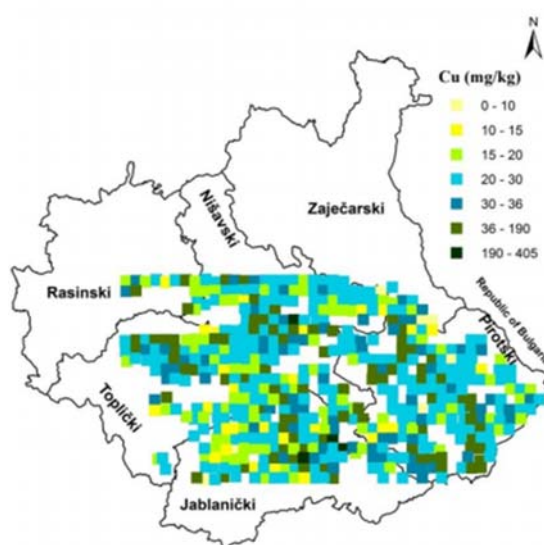 N
Cu (mg/kg)
0 - 10
10 - 15
15 - 20
20 - 30
30 - 36
36 - 190
190 - 405
Zaječarski
Nišavski
Rasinski
Republic of Bulgaria
Pirotski
Toplički
Jablanički